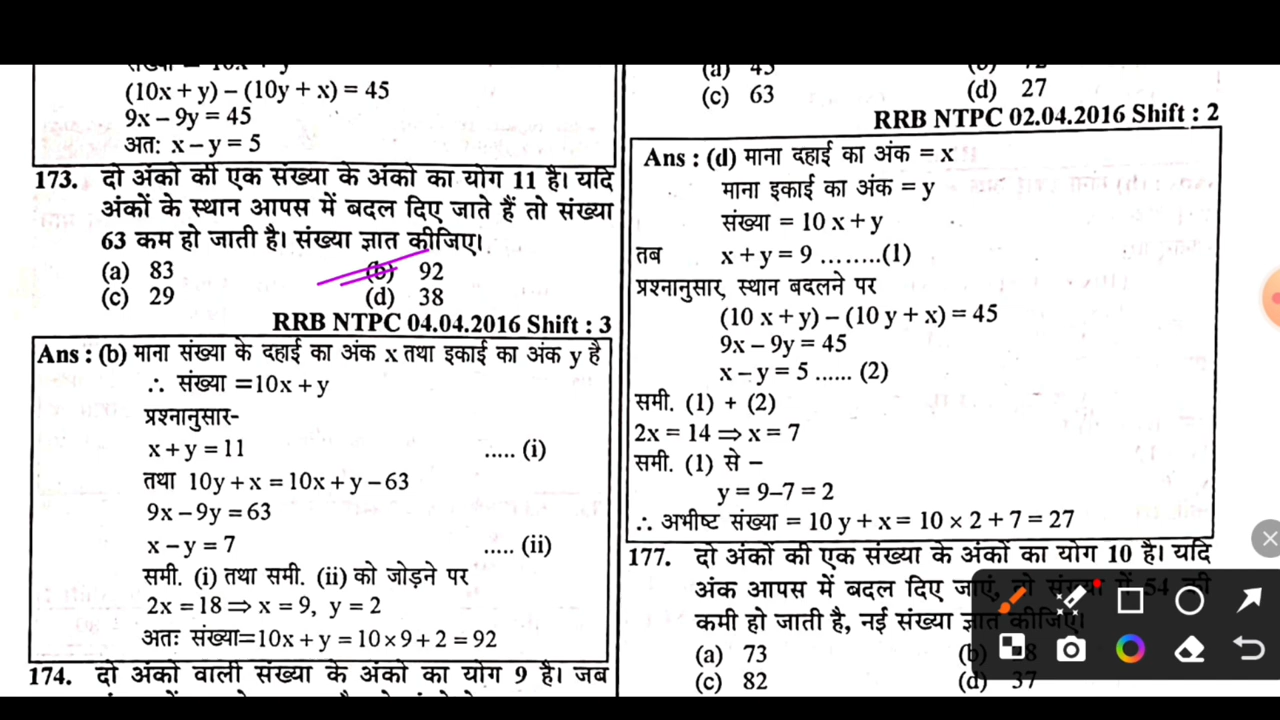 (10x + y) – (10y + x) = 45
9x – 9y = 45
अतः x – y = 5
173. दो अंको की एक संख्या के अंको का योग 11 है। यदि
अंकों के स्थान आपस में बदल दिए जाते हैं तो संख्या
63 कम हो जाती है। संख्या ज्ञात कीजिए।
(a) 83 (b) 92
(c) 29 (d) 38
RRB NTPC 04.04.2016 Shift : 3
Ans : (b) माना संख्या के दहाई का अंक x तथा इकाई का अंक y है
∴ संख्या = 10x + y
प्रश्नानुसार-
x + y = 11 ..... (i)
तथा 10y + x = 10x + y – 63
9x – 9y = 63
x – y = 7 ..... (ii)
समी. (i) तथा समी. (ii) को जोड़ने पर
2x = 18 ⇒ x = 9, y = 2
अतः संख्या = 10x + y = 10 × 9 + 2 = 92
174. दो अंको वाली संख्या के अंको का योग 9 है। जब
(c) 63 (d) 27
RRB NTPC 02.04.2016 Shift : 2
Ans : (d) माना दहाई का अंक = x
माना इकाई का अंक = y
संख्या = 10 x + y
तब x + y = 9 ........(1)
प्रश्नानुसार, स्थान बदलने पर
(10 x + y) – (10 y + x) = 45
9x – 9y = 45
x – y = 5 ...... (2)
समी. (1) + (2)
2x = 14 ⇒ x = 7
समी. (1) से –
y = 9–7 = 2
∴ अभीष्ट संख्या = 10 y + x = 10 × 2 + 7 = 27
177. दो अंकों की एक संख्या के अंकों का योग 10 है। यदि
अंक आपस में बदल दिए जाएं, तो संख्या में 54 की
कमी हो जाती है, नई संख्या ज्ञात कीजिए।
(a) 73 (b)
(c) 82 (d) 37